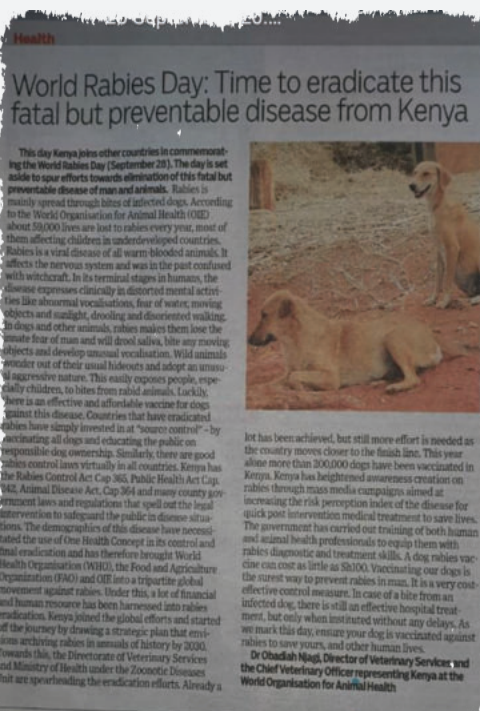 Health
World Rabies Day: Time to eradicate this
fatal but preventable disease from Kenya
This day Kenya joins other countries in commemorat-
ing the World Rabies Day (September 28). The day is set
aside to spur efforts towards elimination of this fatal but
preventable disease of man and animals. Rabies is
mainly spread through bites of infected dogs. According
to the World Organisation for Animal Health (OIE)
about 59,000 lives are lost to rabies every year, most of
them affecting children in underdeveloped countries.
Rabies is a viral disease of all warm-blooded animals. It
affects the nervous system and was in the past confused
with witchcraft. In its terminal stages in humans, the
disease expresses clinically in distorted mental activi-
ties like abnormal vocalisations, fear of water, moving
objects and sunlight, drooling and disoriented walking.
In dogs and other animals, rabies makes them lose the
innate fear of man and will drool saliva, bite any moving
objects and develop unusual vocalisation. Wild animals
wonder out of their usual hideouts and adopt an unusu-
al aggressive nature. This easily exposes people, espe-
cially children, to bites from rabid animals. Luckily,
there is an effective and affordable vaccine for dogs
against this disease. Countries that have eradicated
rabies have simply invested in at "source control" – by
vaccinating all dogs and educating the public on
responsible dog ownership. Similarly, there are good
rabies control laws virtually in all countries. Kenya has
the Rabies Control Act Cap 365, Public Health Act Cap.
242, Animal Disease Act, Cap 364 and many county gov-
ernment laws and regulations that spell out the legal
intervention to safeguard the public in disease situa-
tions. The demographics of this disease have necessi-
tated the use of One Health Concept in its control and
final eradication and has therefore brought World
Health Organisation (WHO), the Food and Agriculture
Organization (FAO) and OIE into a tripartite global
movement against rabies. Under this, a lot of financial
and human resource has been harnessed into rabies
eradication. Kenya joined the global efforts and started
off the journey by drawing a strategic plan that envi-
sions archiving rabies in annals of history by 2030.
Towards this, the Directorate of Veterinary Services
and Ministry of Health under the Zoonotic Diseases
Unit are spearheading the eradication efforts. Already a
lot has been achieved, but still more effort is needed as
the country moves closer to the finish line. This year
alone more than 200,000 dogs have been vaccinated in
Kenya. Kenya has heightened awareness creation on
rabies through mass media campaigns aimed at
increasing the risk perception index of the disease for
quick post intervention medical treatment to save lives.
The government has carried out training of both human
and animal health professionals to equip them with
rabies diagnostic and treatment skills. A dog rabies vac-
cine can cost as little as Sh100. Vaccinating our dogs is
the surest way to prevent rabies in man. It is a very cost-
effective control measure. In case of a bite from an
infected dog, there is still an effective hospital treat-
ment, but only when instituted without any delays. As
we mark this day, ensure your dog is vaccinated against
rabies to save yours, and other human lives.
Dr Obadiah Njagi, Director of Veterinary Services and
the Chief Veterinary Officer representing Kenya at the
World Organisation for Animal Health